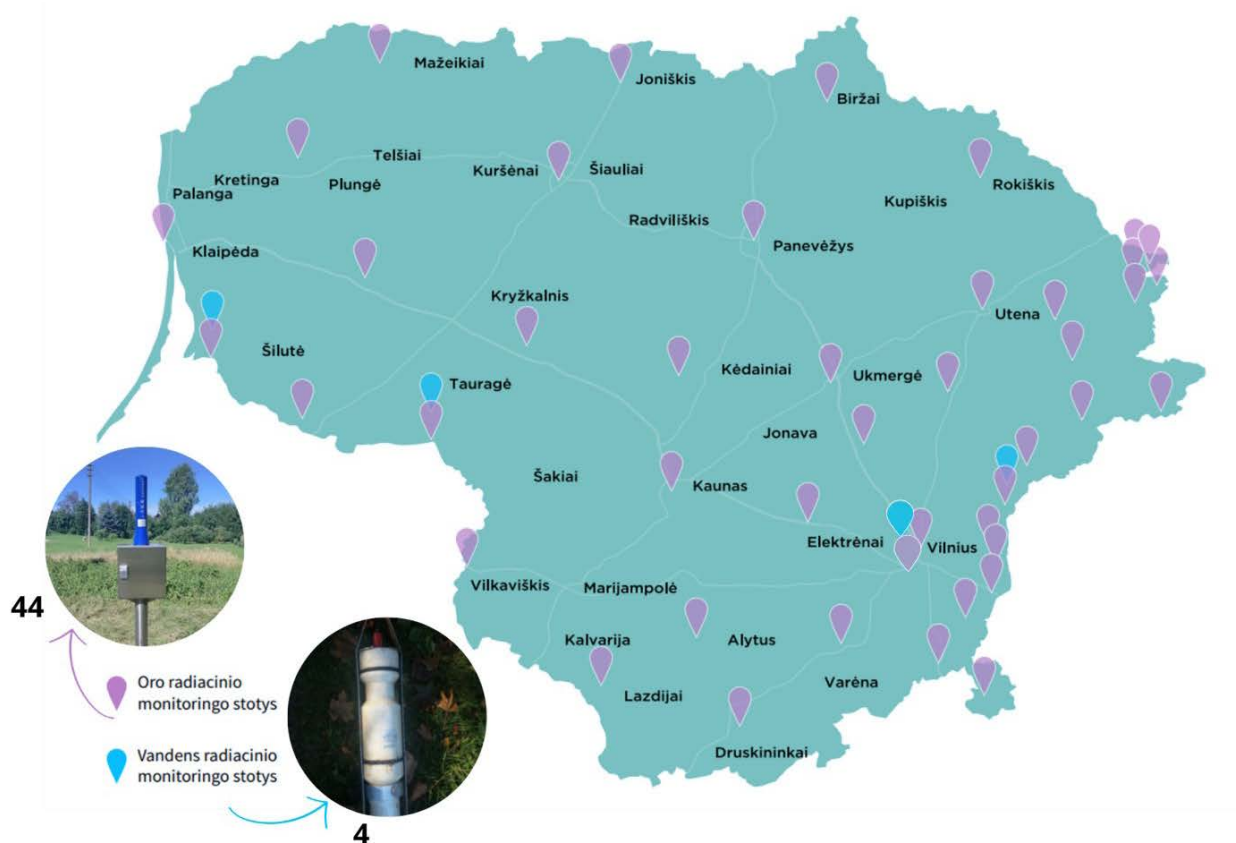 Mažeikiai
Joniškis
Biržai
Telšiai
Kuršėnai
Šiauliai
Rokiškis
Kretinga
Plungė
Palanga
Kupiškis
Radviliškis
Panevėžys
Klaipėda
Kryžkalnis
Utena
Šilutė
Kėdainiai
Ukmergė
Tauragė
Jonava
Šakiai
Kaunas
Elektrėnai
Vilnius
Vilkaviškis
Marijampolė
Kalvarija
Alytus
Varėna
Lazdijai
Druskininkai
44
Oro radiacinio
monitoringo stotys
Vandens radiacinio
monitoringo stotys
4